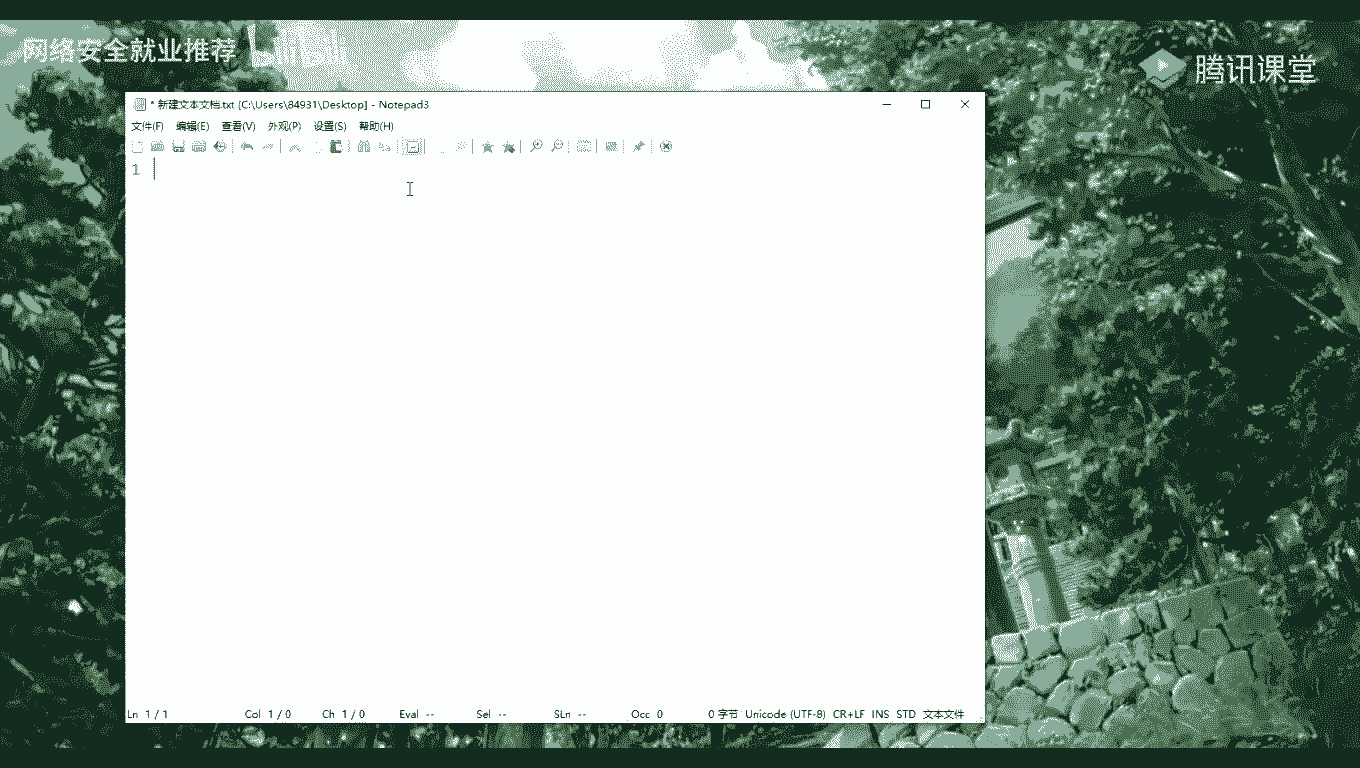 网络安全就业推荐 bilibili
腾讯课堂
* 新建文本文档.txt [C:\Users\84931\Desktop] - Notepad3
文件(F) 编辑(E) 查看(V) 外观(P) 设置(S) 帮助(H)
1
Ln 1 / 1 Col 1 / 0 Ch 1 / 0 Eval -- Sel -- SLn -- Occ 0 0 字节 Unicode (UTF-8) CR+LF INS STD 文本文件